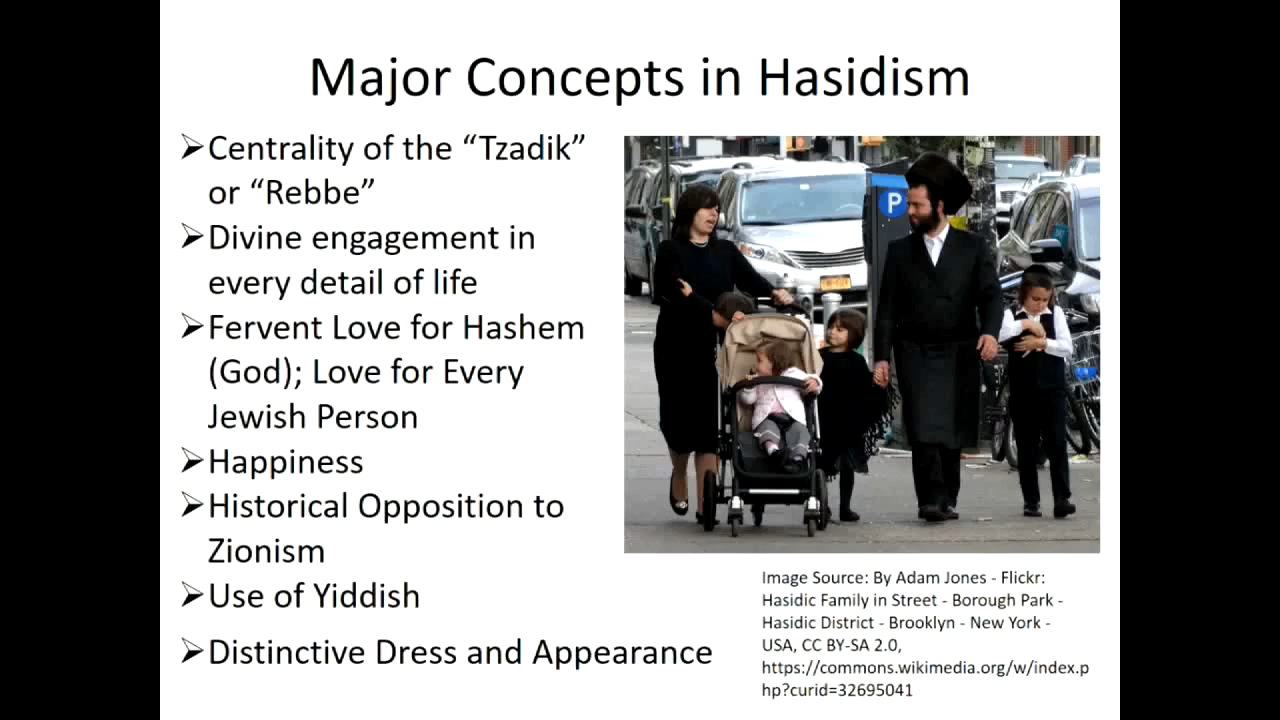 Major Concepts in Hasidism
➢Centrality of the “Tzadik”
or “Rebbe”
➢Divine engagement in
every detail of life
➢Fervent Love for Hashem
(God); Love for Every
Jewish Person
➢Happiness
➢Historical Opposition to
Zionism
➢Use of Yiddish
➢Distinctive Dress and Appearance
P
Image Source: By Adam Jones - Flickr:
Hasidic Family in Street - Borough Park -
Hasidic District - Brooklyn - New York -
USA, CC BY-SA 2.0,
https://commons.wikimedia.org/w/index.p
hp?curid=32695041